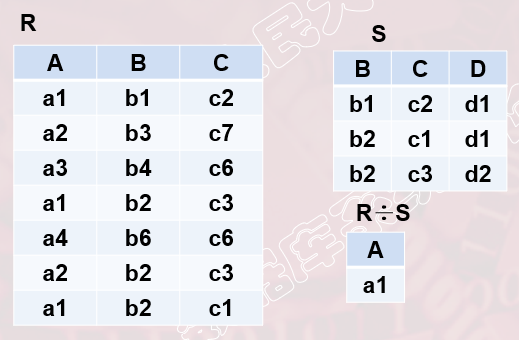 R
A B C
a1 b1 c2
a2 b3 c7
a3 b4 c6
a1 b2 c3
a4 b6 c6
a2 b2 c3
a1 b2 c1
S
B C D
b1 c2 d1
b2 c1 d1
b2 c3 d2
R÷S
A
a1